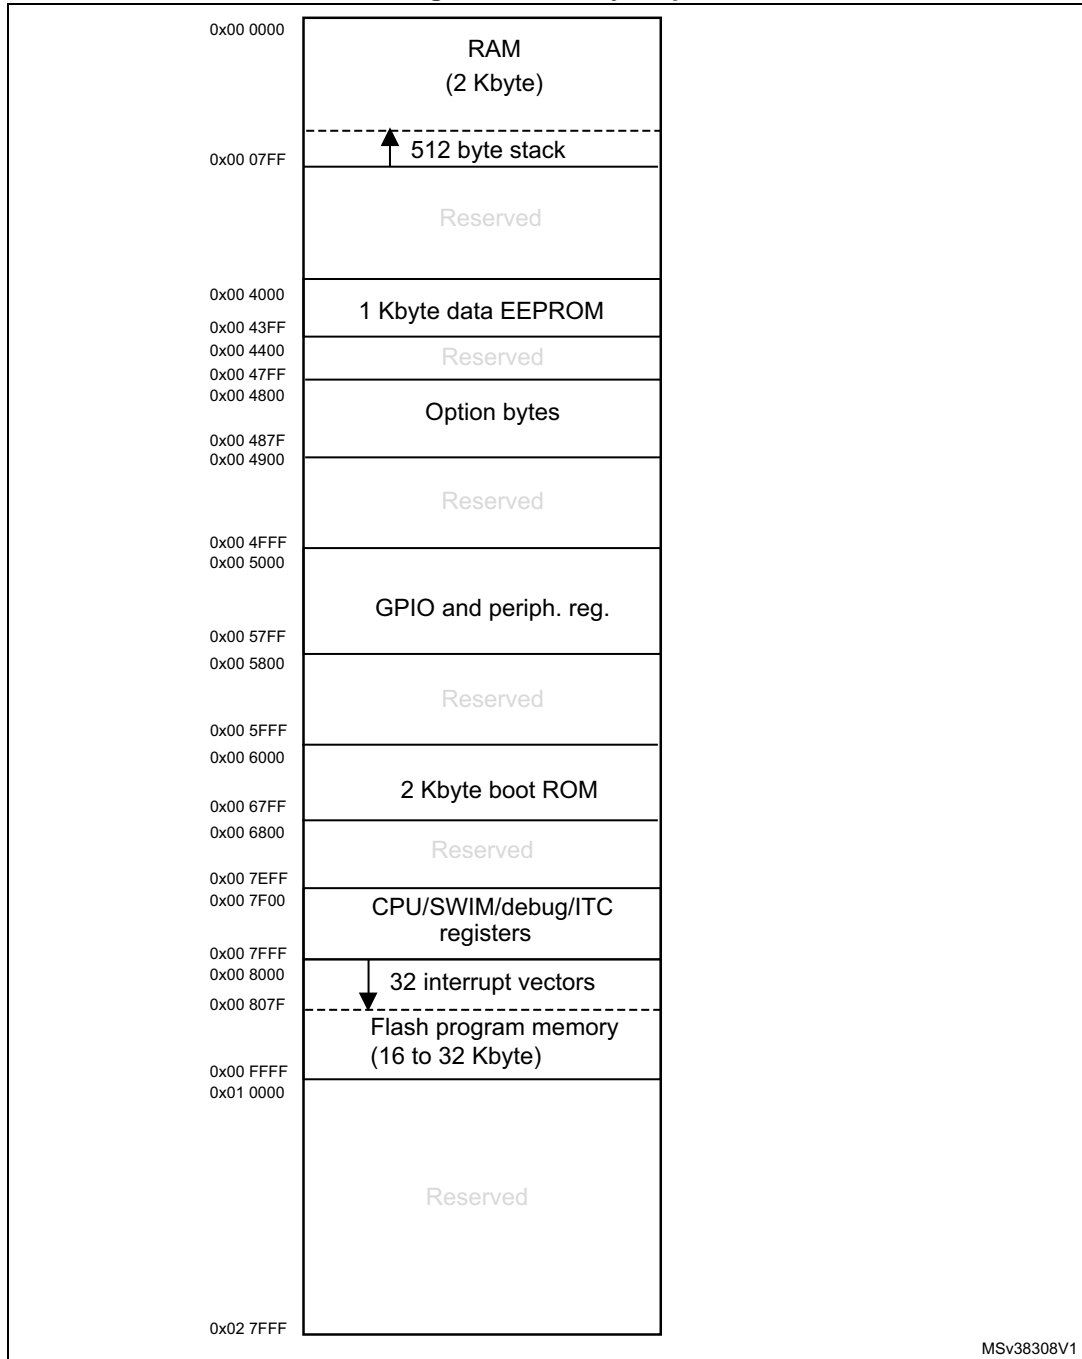 0x00 0000
RAM
(2 Kbyte)
512 byte stack
0x00 07FF
Reserved
0x00 4000
1 Kbyte data EEPROM
0x00 43FF
0x00 4400
Reserved
0x00 47FF
0x00 4800
Option bytes
0x00 487F
0x00 4900
Reserved
0x00 4FFF
0x00 5000
GPIO and periph. reg.
0x00 57FF
0x00 5800
Reserved
0x00 5FFF
0x00 6000
2 Kbyte boot ROM
0x00 67FF
0x00 6800
Reserved
0x00 7EFF
0x00 7F00
CPU/SWIM/debug/ITC
registers
0x00 7FFF
0x00 8000
32 interrupt vectors
0x00 807F
Flash program memory
(16 to 32 Kbyte)
0x00 FFFF
0x01 0000
Reserved
0x02 7FFF
MSv38308V1